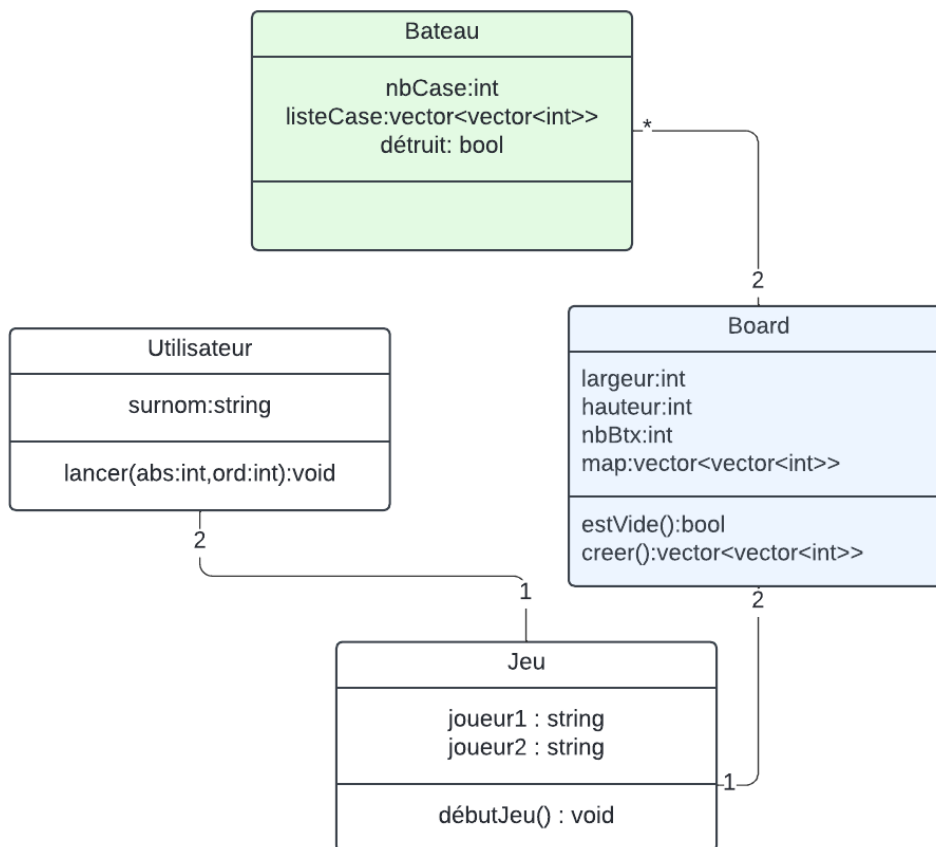 Bateau
nbCase:int
listeCase:vector<vector<int>>
détruit: bool
*
2
Utilisateur
surnom:string
lancer(abs:int,ord:int):void
2
Board
largeur:int
hauteur:int
nbBtx:int
map:vector<vector<int>>
estVide():bool
creer():vector<vector<int>>
2
1
Jeu
joueur1 : string
joueur2 : string
1
débutJeu() : void